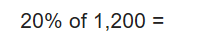 20% of 1,200 =